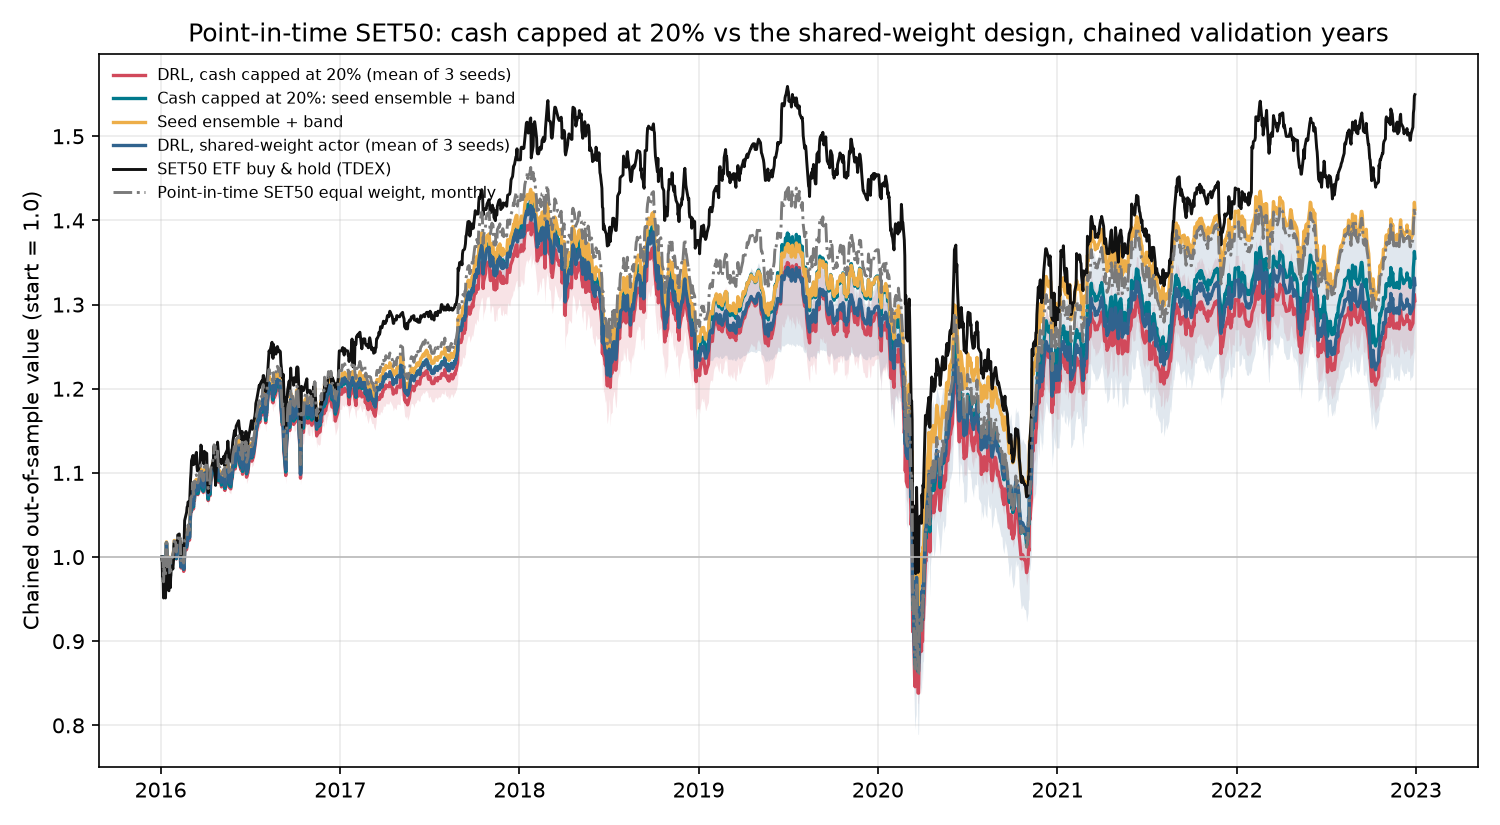 Point-in-time SET50: cash capped at 20% vs the shared-weight design, chained validation years
DRL, cash capped at 20% (mean of 3 seeds)
Cash capped at 20%: seed ensemble + band
Seed ensemble + band
DRL, shared-weight actor (mean of 3 seeds)
SET50 ETF buy & hold (TDEX)
Point-in-time SET50 equal weight, monthly
Chained out-of-sample value (start = 1.0)
1.5
1.4
1.3
1.2
1.1
1.0
0.9
0.8
2016 2017 2018 2019 2020 2021 2022 2023